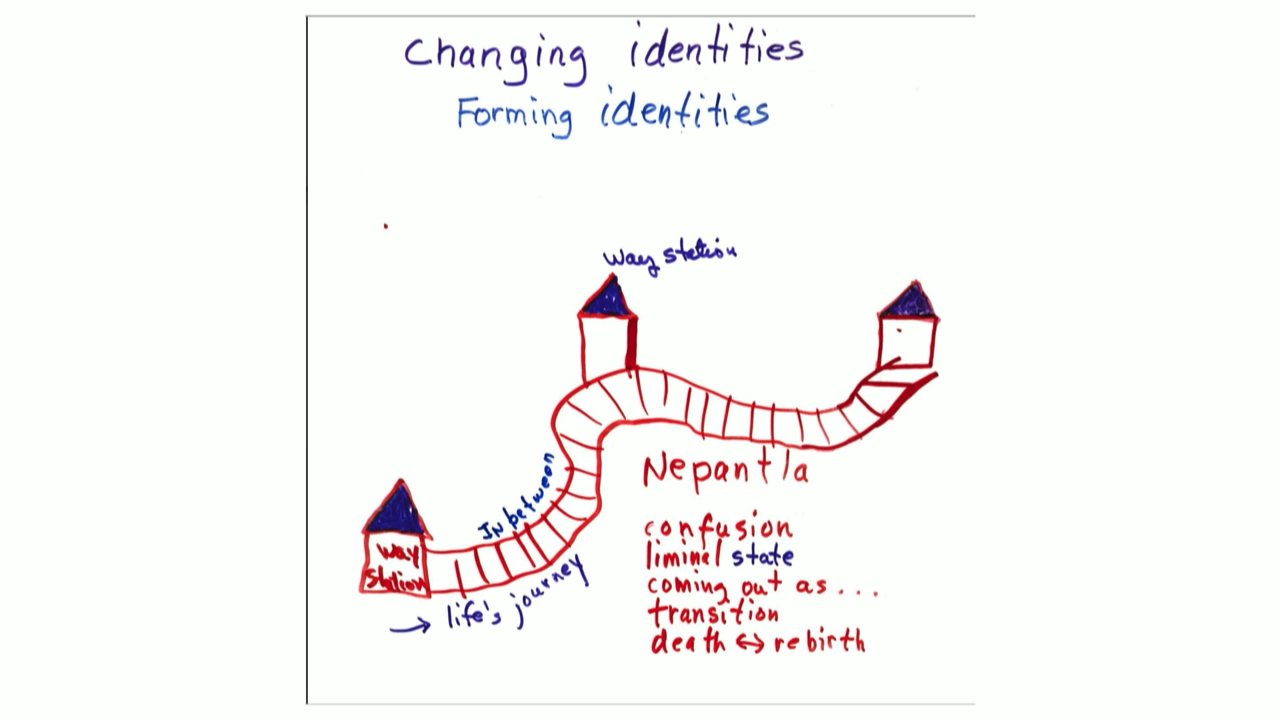 Changing identities
Forming identities
Way station
In between
Nepantla
Way
Station
life's journey
confusion
liminal state
coming out as ...
transition
death ↔ rebirth